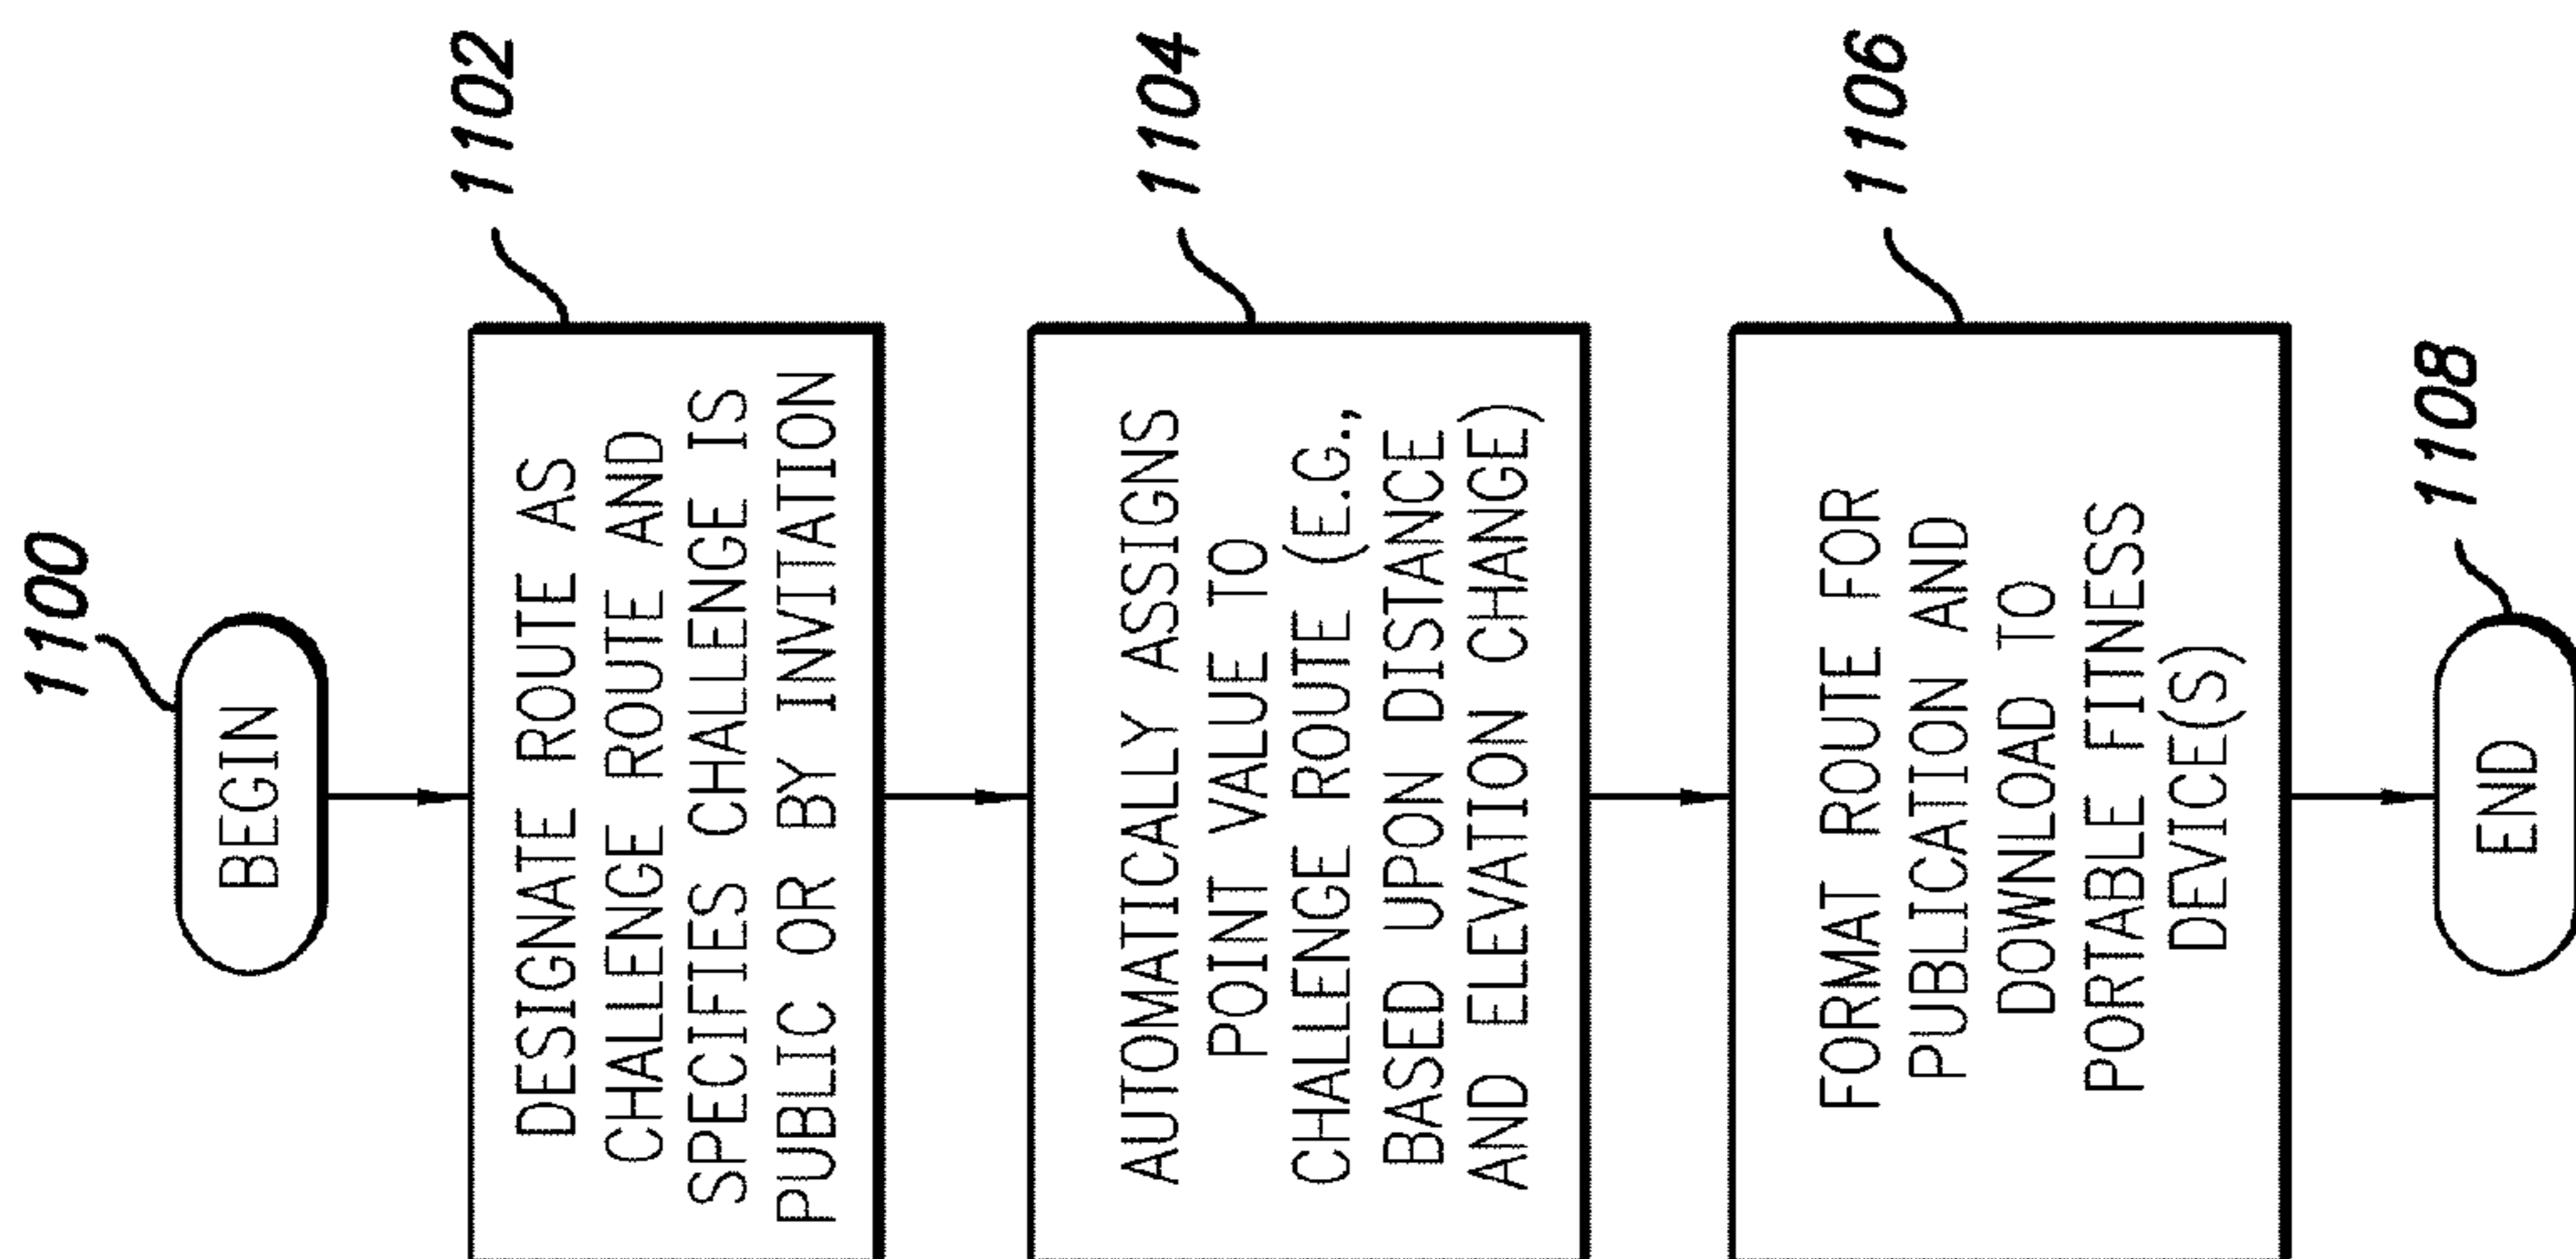 1100
BEGIN
1102
DESIGNATE ROUTE AS
CHALLENGE ROUTE AND
SPECIFIES CHALLENGE IS
PUBLIC OR BY INVITATION
1104
AUTOMATICALLY ASSIGNS
POINT VALUE TO
CHALLENGE ROUTE (E.G.,
BASED UPON DISTANCE
AND ELEVATION CHANGE)
1106
FORMAT ROUTE FOR
PUBLICATION AND
DOWNLOAD TO
PORTABLE FITNESS
DEVICE(S)
1108
END